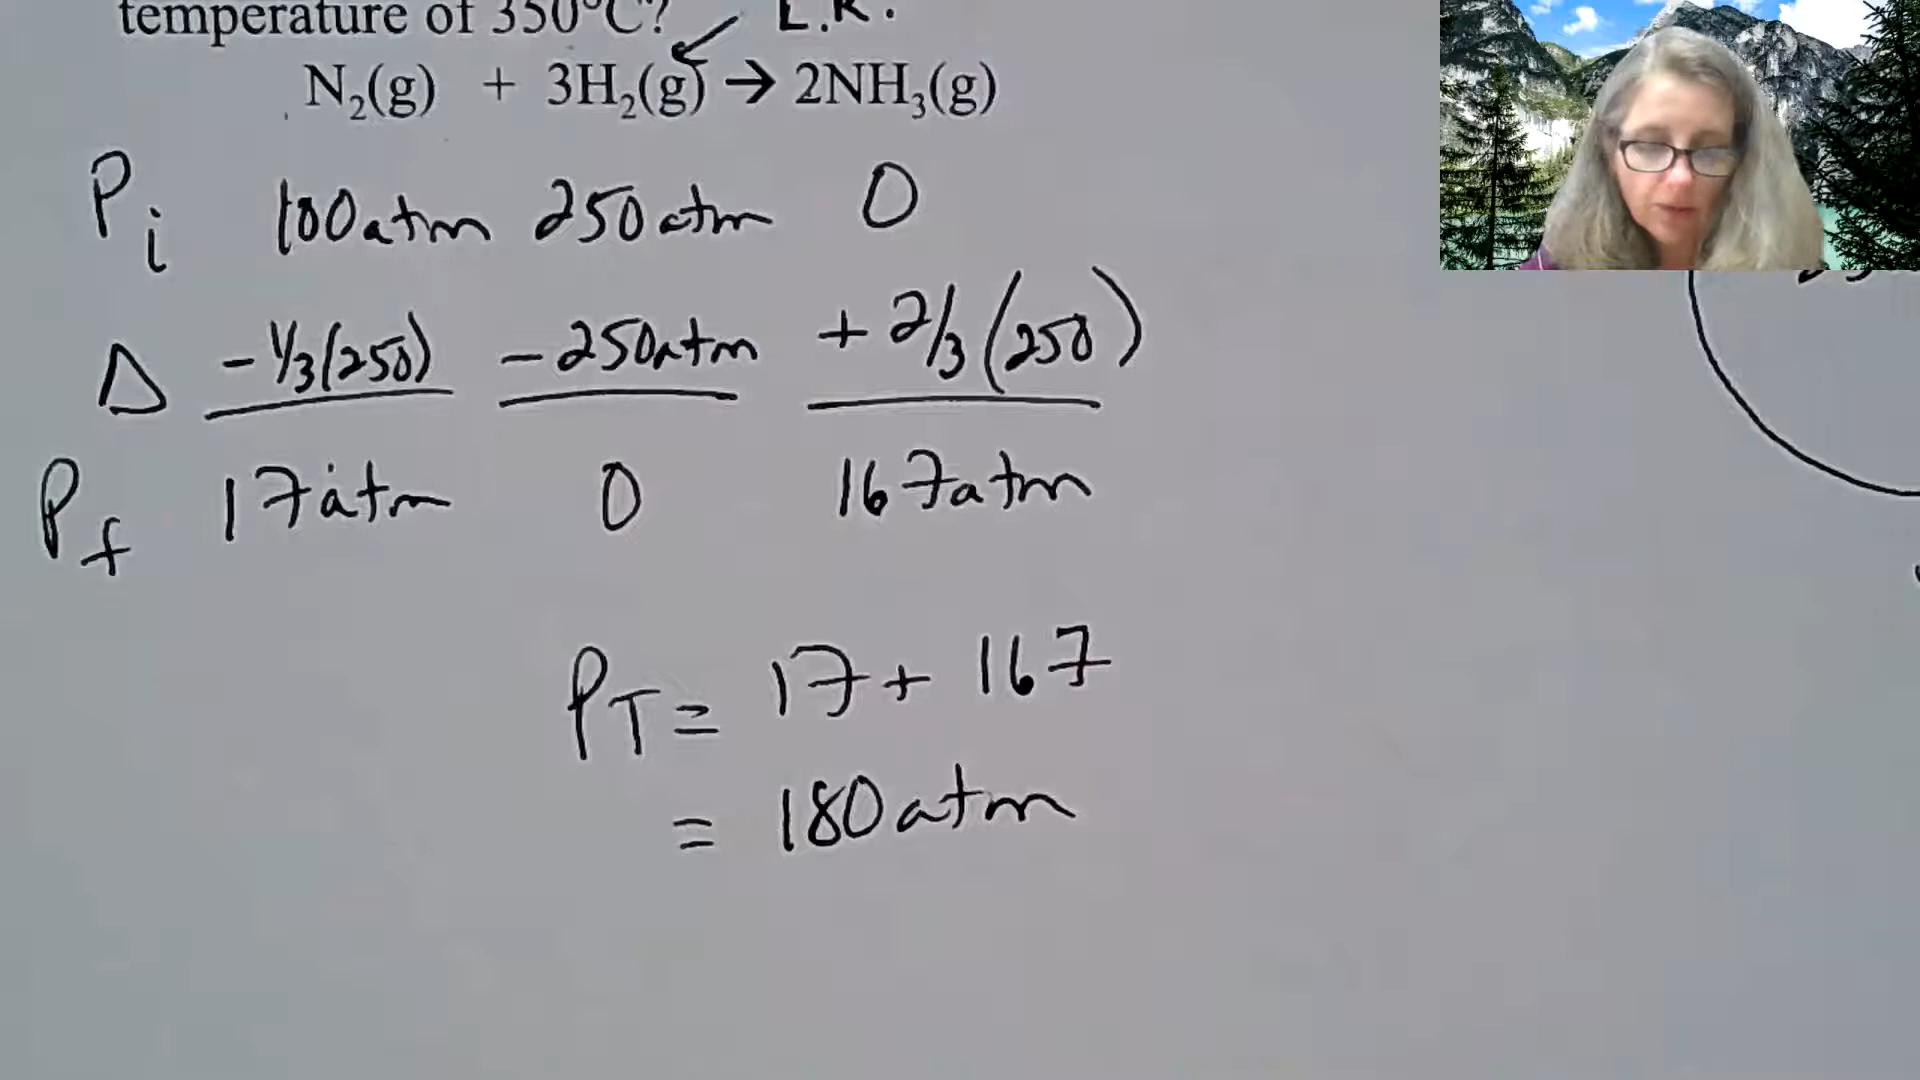 temperature of 350°C? L.R.
N₂(g) + 3H₂(g) → 2NH₃(g)
Pi 100atm 250atm 0
Δ -1/3(250) -250atm +2/3(250)
Pf 17atm 0 167atm
PT = 17 + 167
= 180atm